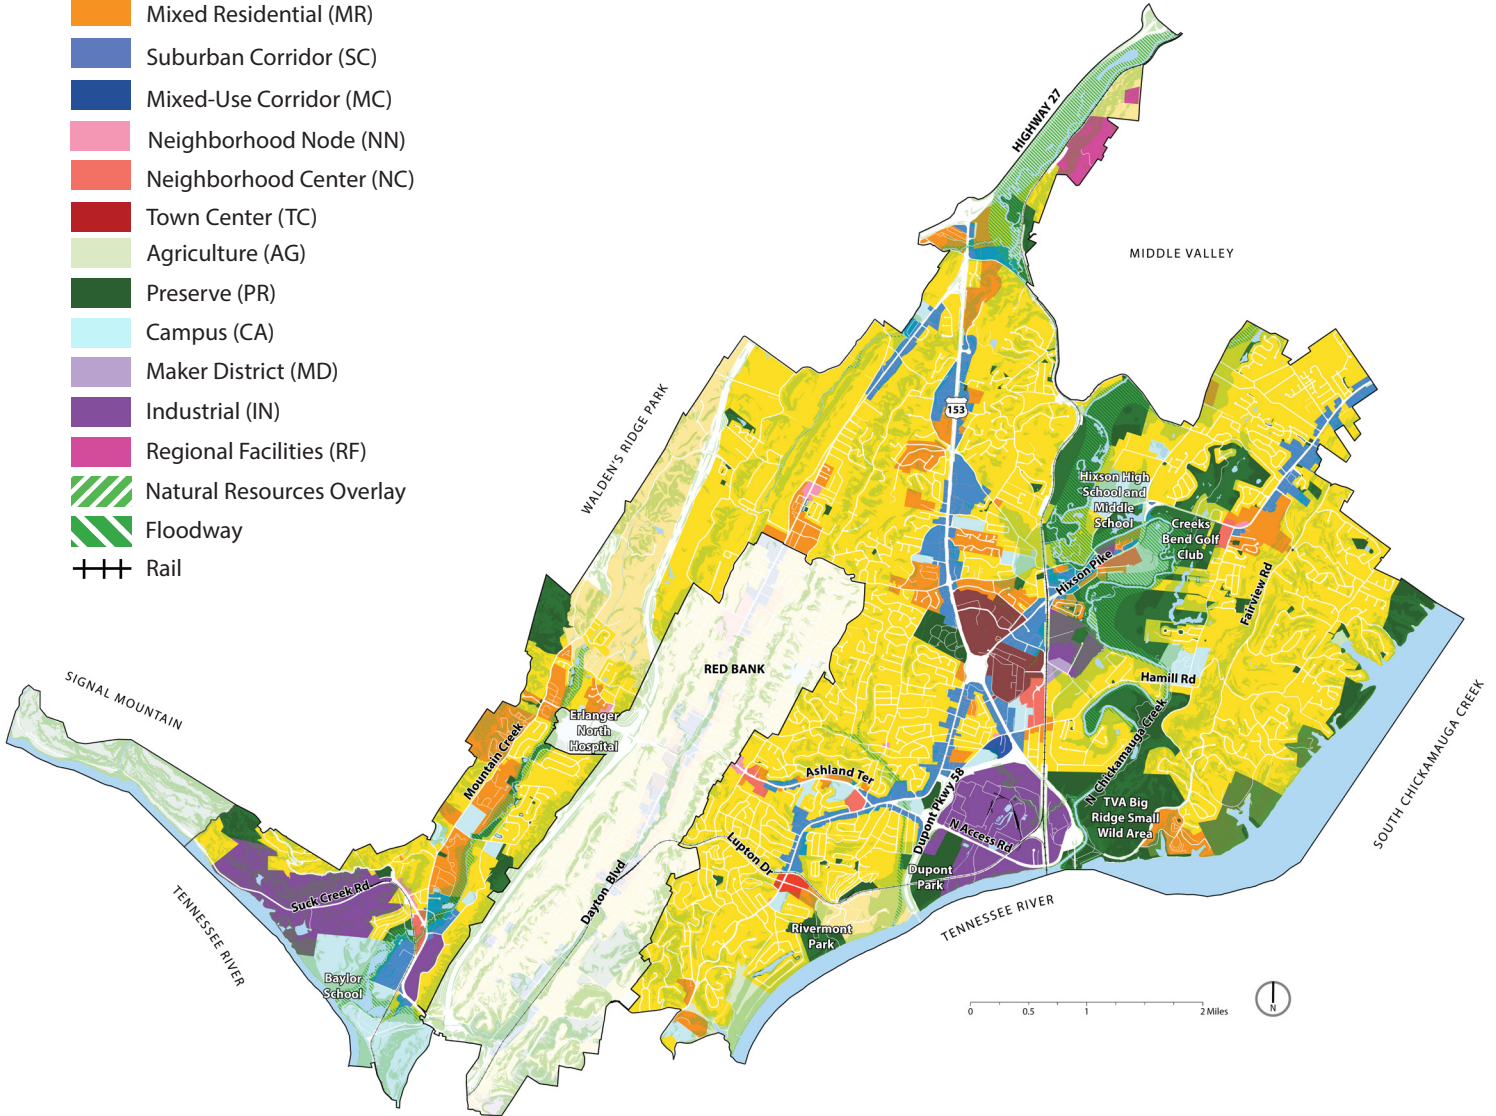 Mixed Residential (MR)
Suburban Corridor (SC)
Mixed-Use Corridor (MC)
Neighborhood Node (NN)
Neighborhood Center (NC)
Town Center (TC)
Agriculture (AG)
Preserve (PR)
Campus (CA)
Maker District (MD)
Industrial (IN)
Regional Facilities (RF)
Natural Resources Overlay
Floodway
Rail
HIGHWAY 27
MIDDLE VALLEY
WALDEN'S RIDGE PARK
153
Hixson High
School and
Middle
School
Creeks
Bend Golf
Club
Hixson Pike
Fairview Rd
RED BANK
Hamill Rd
SIGNAL MOUNTAIN
Erlanger
North
Hospital
Mountain Creek
N Chickamauga Creek
SOUTH CHICKAMAUGA CREEK
Ashland Ter
Dupont Pkwy 58
TVA Big
Ridge Small
Wild Area
N Access Rd
Lupton Dr
Dupont
Park
Suck Creek Rd
Dayton Blvd
TENNESSEE RIVER
TENNESSEE RIVER
Rivermont
Park
Baylor
School
0 0.5 1 2 Miles
N